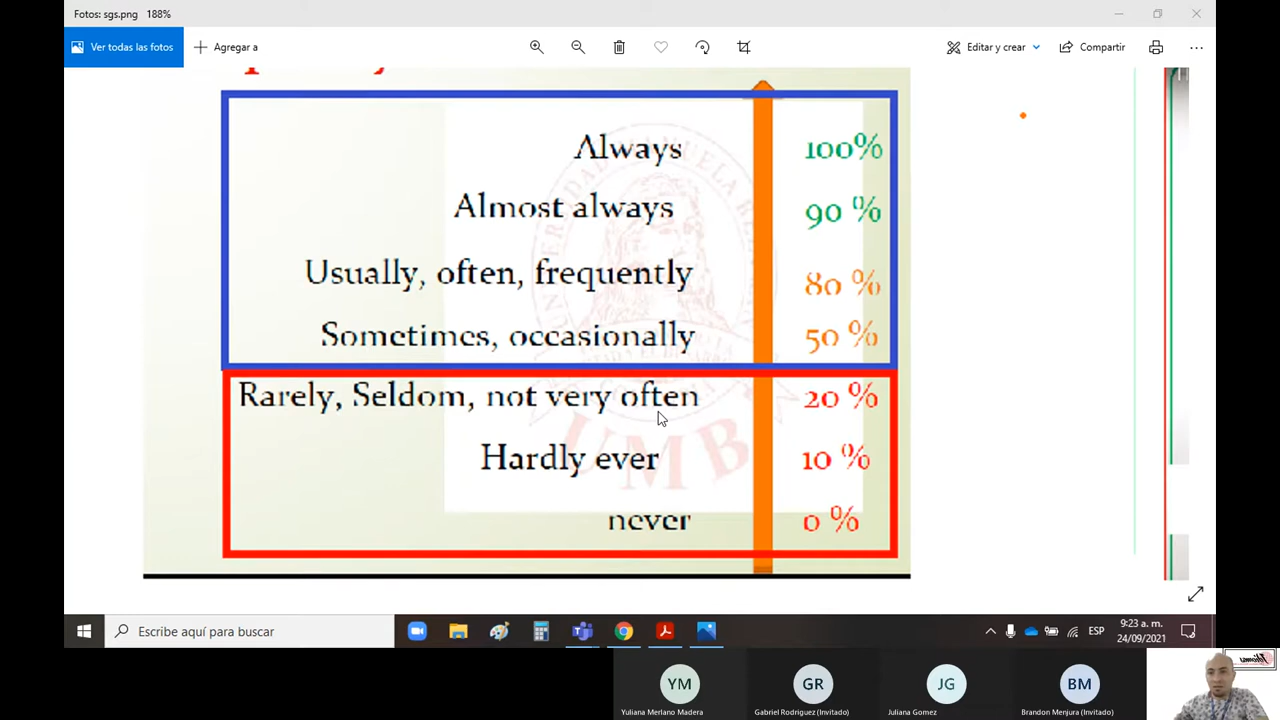 Fotos: sgs.png 188%
Ver todas las fotos
Agregar a
Editar y crear
Compartir
Always 100%
Almost always 90 %
Usually, often, frequently 80 %
Sometimes, occasionally 50 %
Rarely, Seldom, not very often 20 %
Hardly ever 10 %
never 0 %
UMB
Escribe aquí para buscar
ESP
9:23 a. m.
24/09/2021
YM
GR
JG
BM
Yuliana Merlano Madera
Gabriel Rodriguez (Invitado)
Juliana Gomez
Brandon Menjura (Invitado)